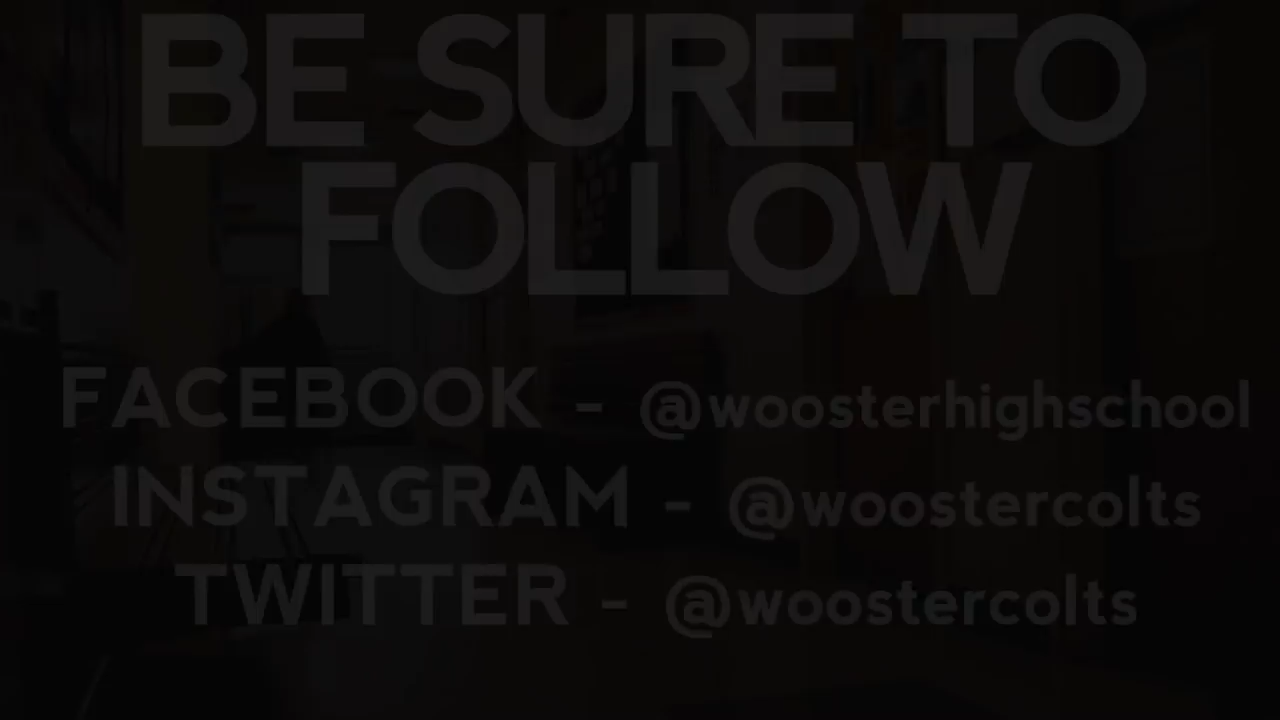 BE SURE TO
FOLLOW
FACEBOOK - @woosterhighschool
INSTAGRAM - @woostercolts
TWITTER - @woostercolts